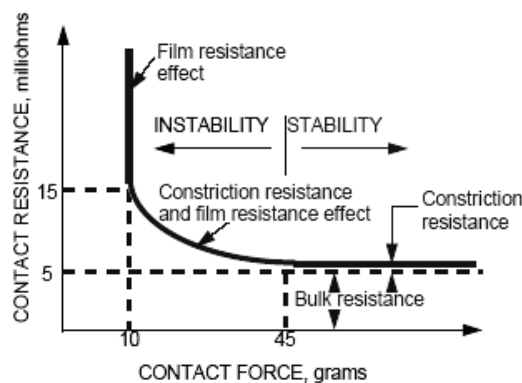 CONTACT RESISTANCE, milliohms
Film resistance
effect
INSTABILITY
STABILITY
15
Constriction resistance
and film resistance effect
Constriction
resistance
5
Bulk resistance
10
45
CONTACT FORCE, grams